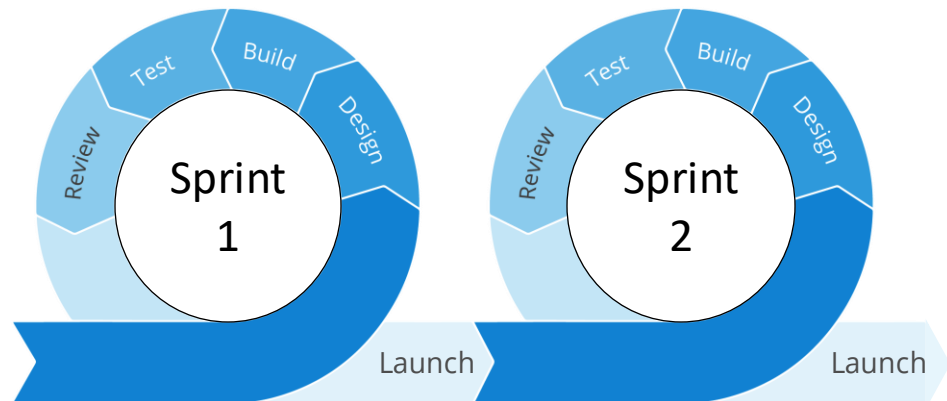 Test
Build
Design
Review
Sprint
1
Launch
Test
Build
Design
Review
Sprint
2
Launch